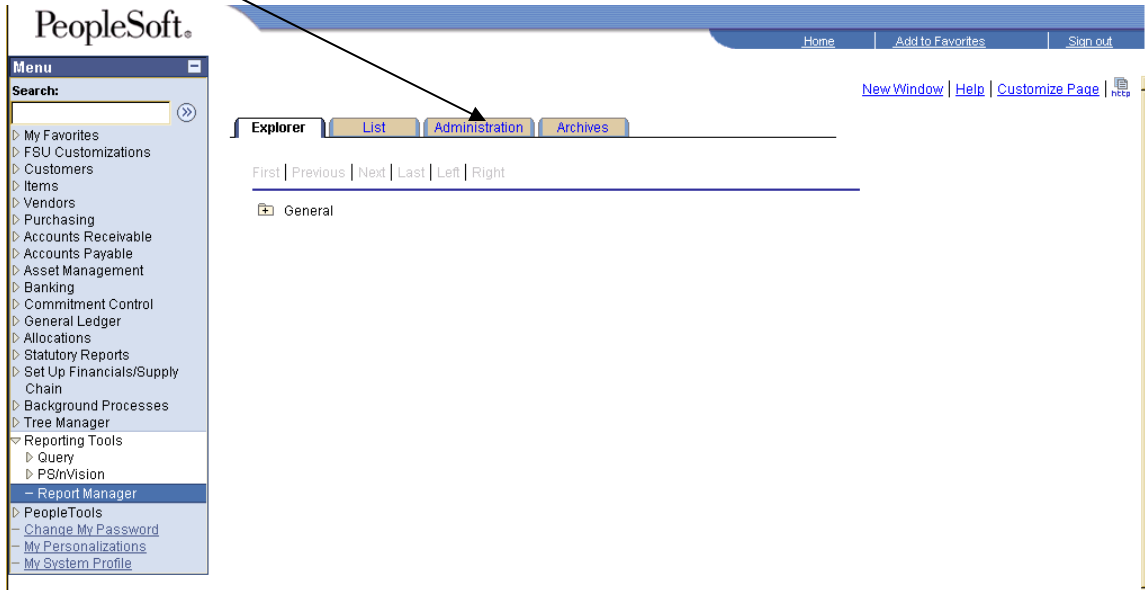 PeopleSoft®
Home Add to Favorites Sign out
Menu
Search:
New Window | Help | Customize Page | http
Explorer List Administration Archives
First | Previous | Next | Last | Left | Right
General
My Favorites
FSU Customizations
Customers
Items
Vendors
Purchasing
Accounts Receivable
Accounts Payable
Asset Management
Banking
Commitment Control
General Ledger
Allocations
Statutory Reports
Set Up Financials/Supply
Chain
Background Processes
Tree Manager
Reporting Tools
Query
PS/nVision
Report Manager
PeopleTools
Change My Password
My Personalizations
My System Profile